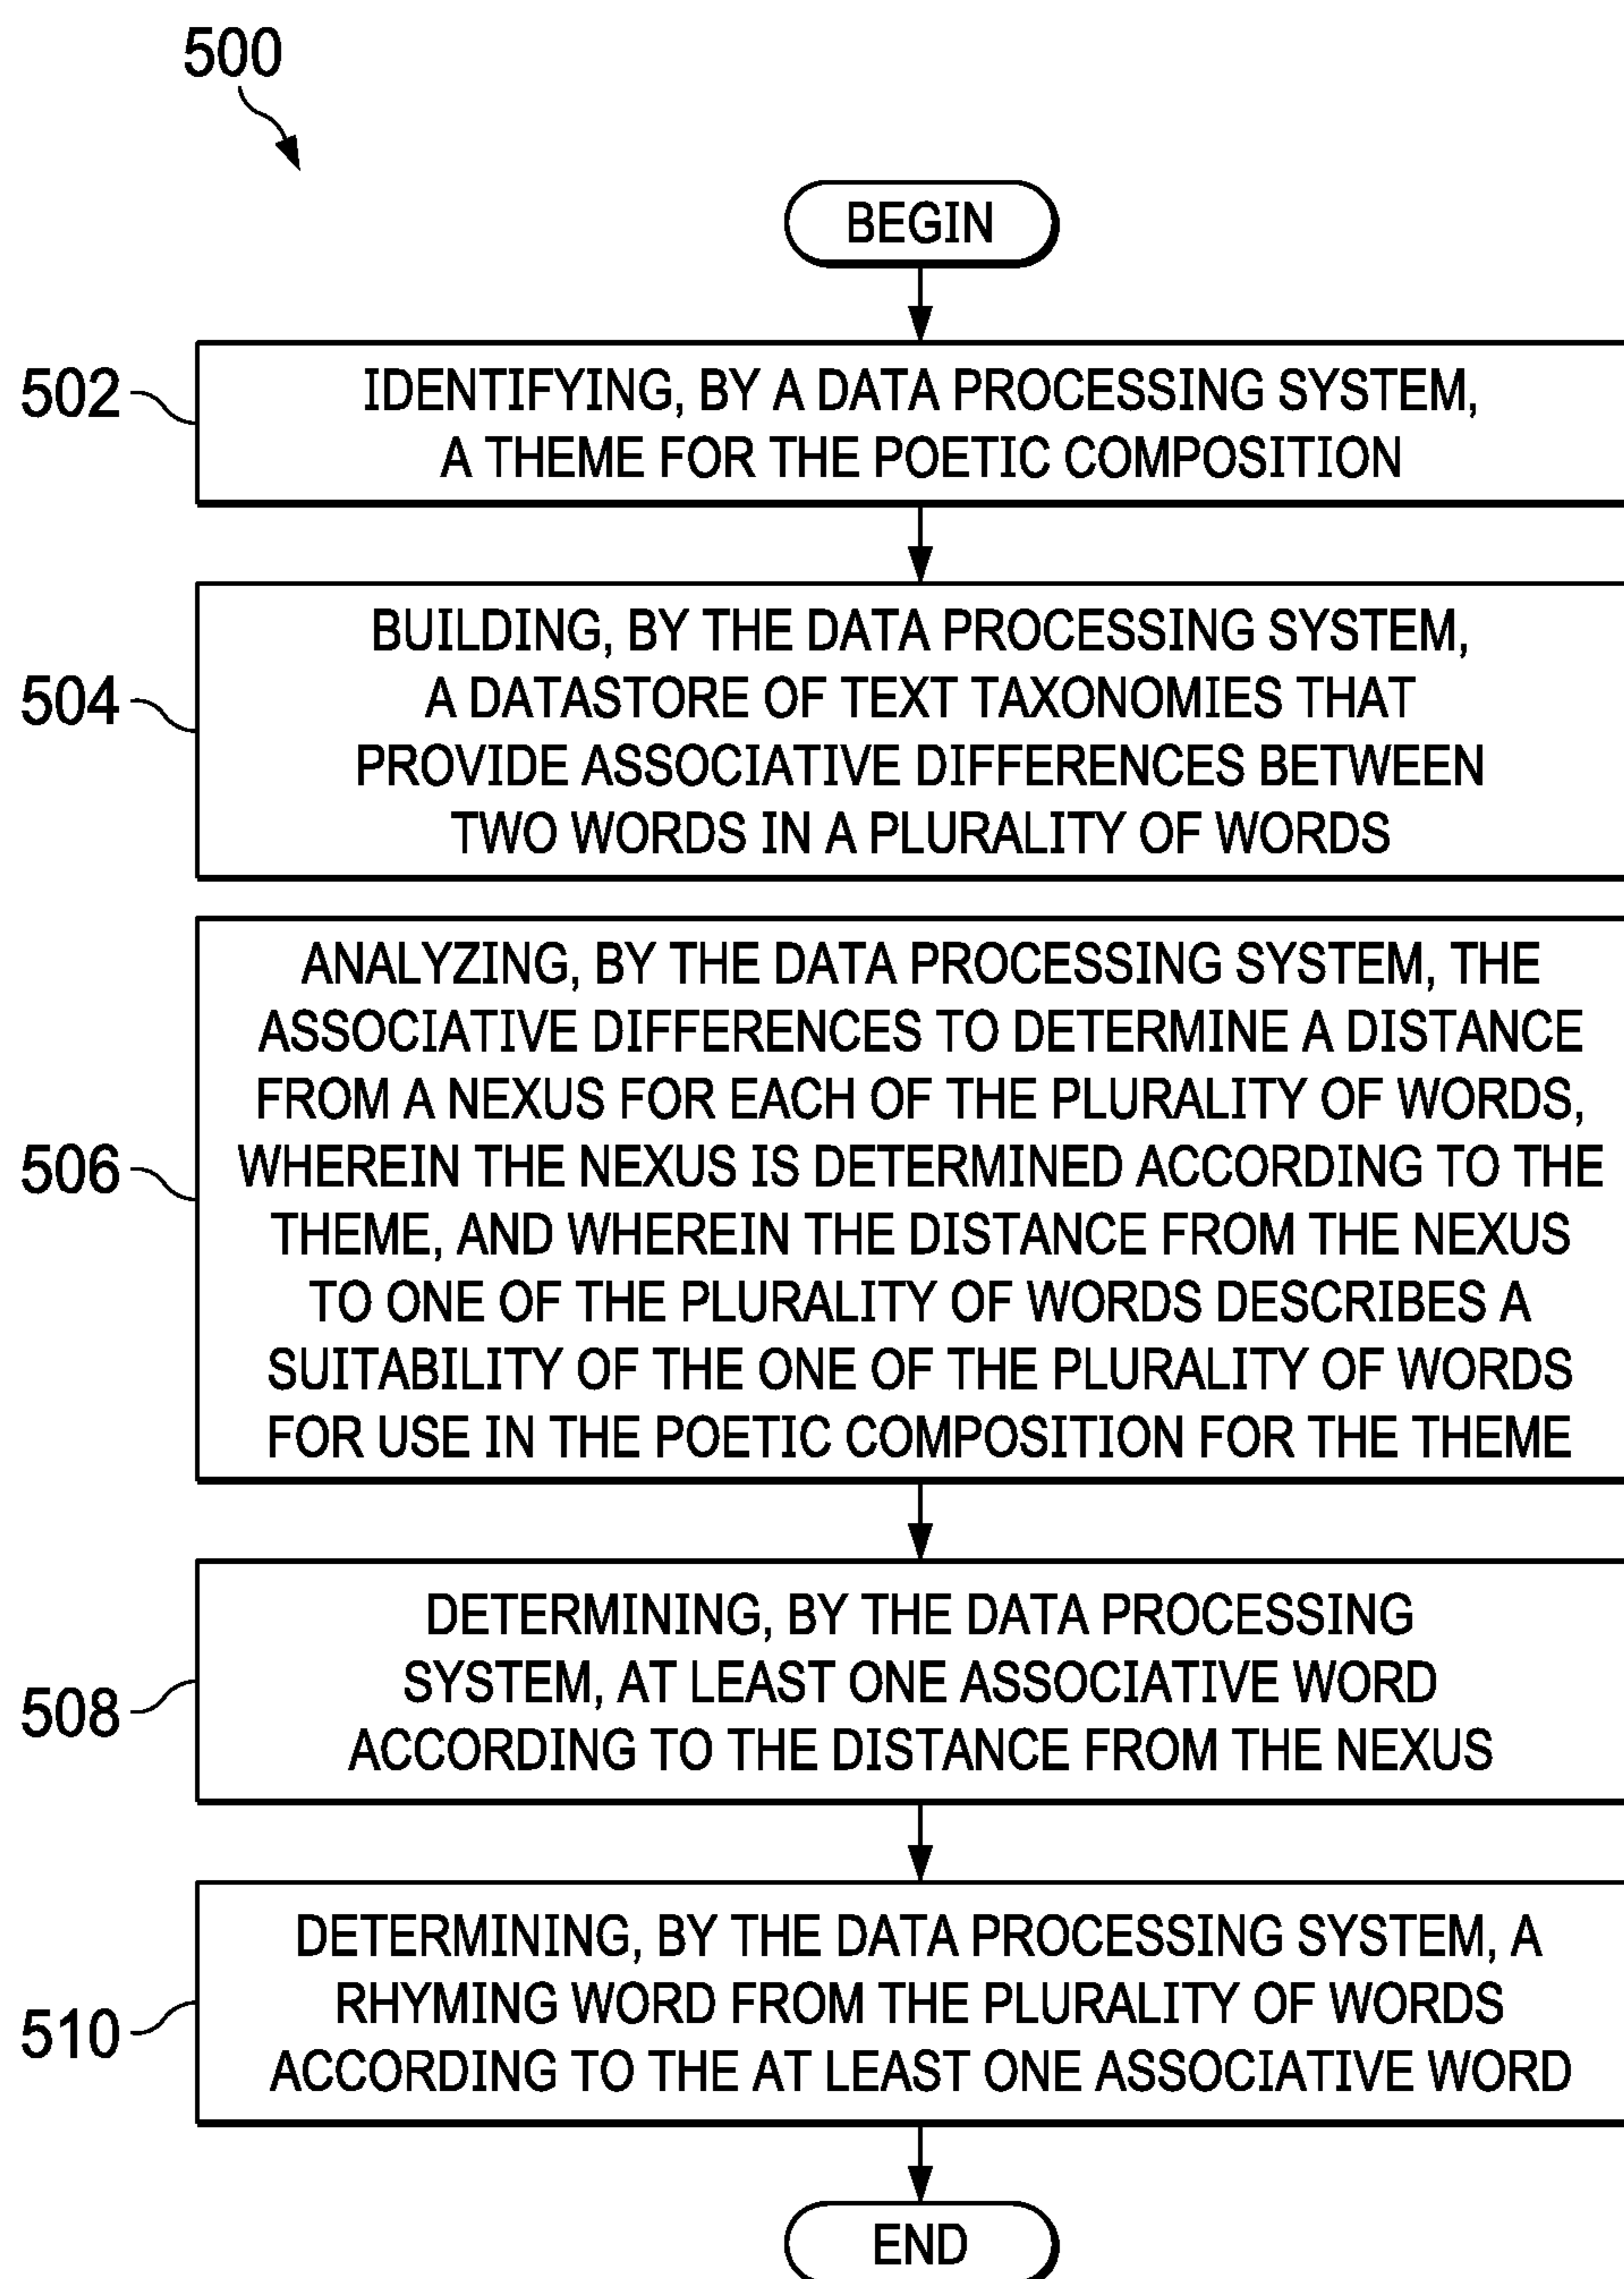 500
BEGIN
502
IDENTIFYING, BY A DATA PROCESSING SYSTEM,
A THEME FOR THE POETIC COMPOSITION
504
BUILDING, BY THE DATA PROCESSING SYSTEM,
A DATASTORE OF TEXT TAXONOMIES THAT
PROVIDE ASSOCIATIVE DIFFERENCES BETWEEN
TWO WORDS IN A PLURALITY OF WORDS
506
ANALYZING, BY THE DATA PROCESSING SYSTEM, THE
ASSOCIATIVE DIFFERENCES TO DETERMINE A DISTANCE
FROM A NEXUS FOR EACH OF THE PLURALITY OF WORDS,
WHEREIN THE NEXUS IS DETERMINED ACCORDING TO THE
THEME, AND WHEREIN THE DISTANCE FROM THE NEXUS
TO ONE OF THE PLURALITY OF WORDS DESCRIBES A
SUITABILITY OF THE ONE OF THE PLURALITY OF WORDS
FOR USE IN THE POETIC COMPOSITION FOR THE THEME
508
DETERMINING, BY THE DATA PROCESSING
SYSTEM, AT LEAST ONE ASSOCIATIVE WORD
ACCORDING TO THE DISTANCE FROM THE NEXUS
510
DETERMINING, BY THE DATA PROCESSING SYSTEM, A
RHYMING WORD FROM THE PLURALITY OF WORDS
ACCORDING TO THE AT LEAST ONE ASSOCIATIVE WORD
END